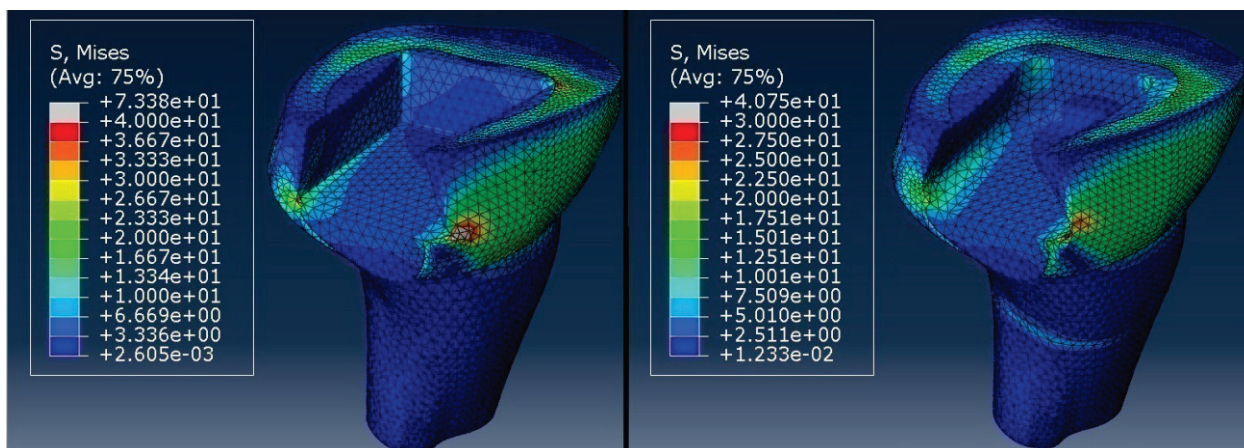 S, Mises
(Avg: 75%)
+7.338e+01
+4.000e+01
+3.667e+01
+3.333e+01
+3.000e+01
+2.667e+01
+2.333e+01
+2.000e+01
+1.667e+01
+1.334e+01
+1.000e+01
+6.669e+00
+3.336e+00
+2.605e-03
S, Mises
(Avg: 75%)
+4.075e+01
+3.000e+01
+2.750e+01
+2.500e+01
+2.250e+01
+2.000e+01
+1.751e+01
+1.501e+01
+1.251e+01
+1.001e+01
+7.509e+00
+5.010e+00
+2.511e+00
+1.233e-02